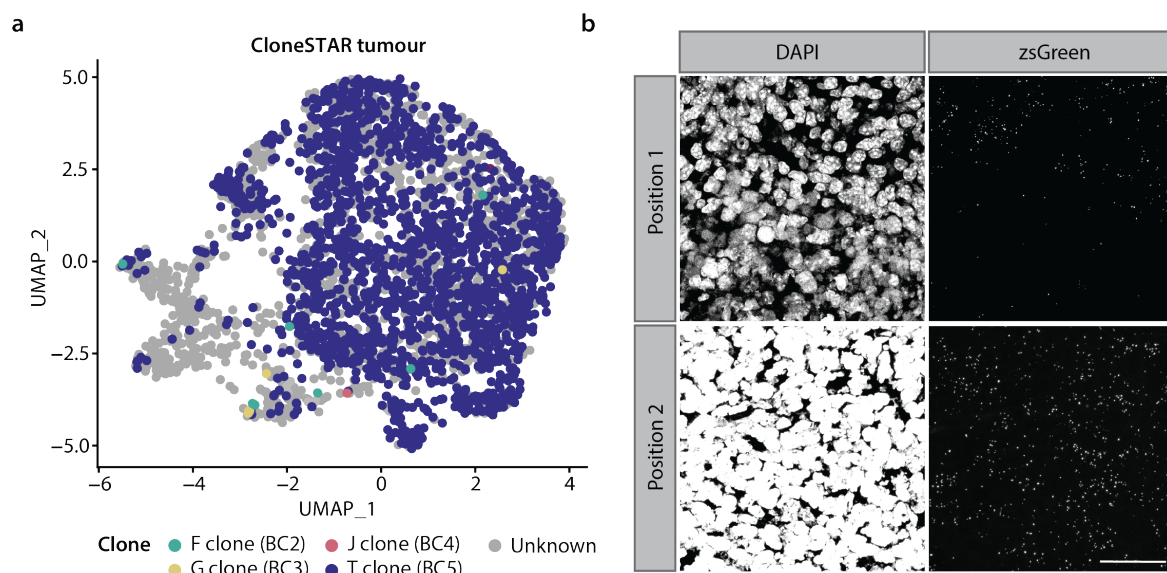 a
CloneSTAR tumour
5.0
2.5
0.0
−2.5
−5.0
UMAP_2
−6 −4 −2 0 2 4
UMAP_1
Clone F clone (BC2) J clone (BC4) Unknown
G clone (BC3) T clone (BC5)
b
DAPI zsGreen
Position 1
Position 2